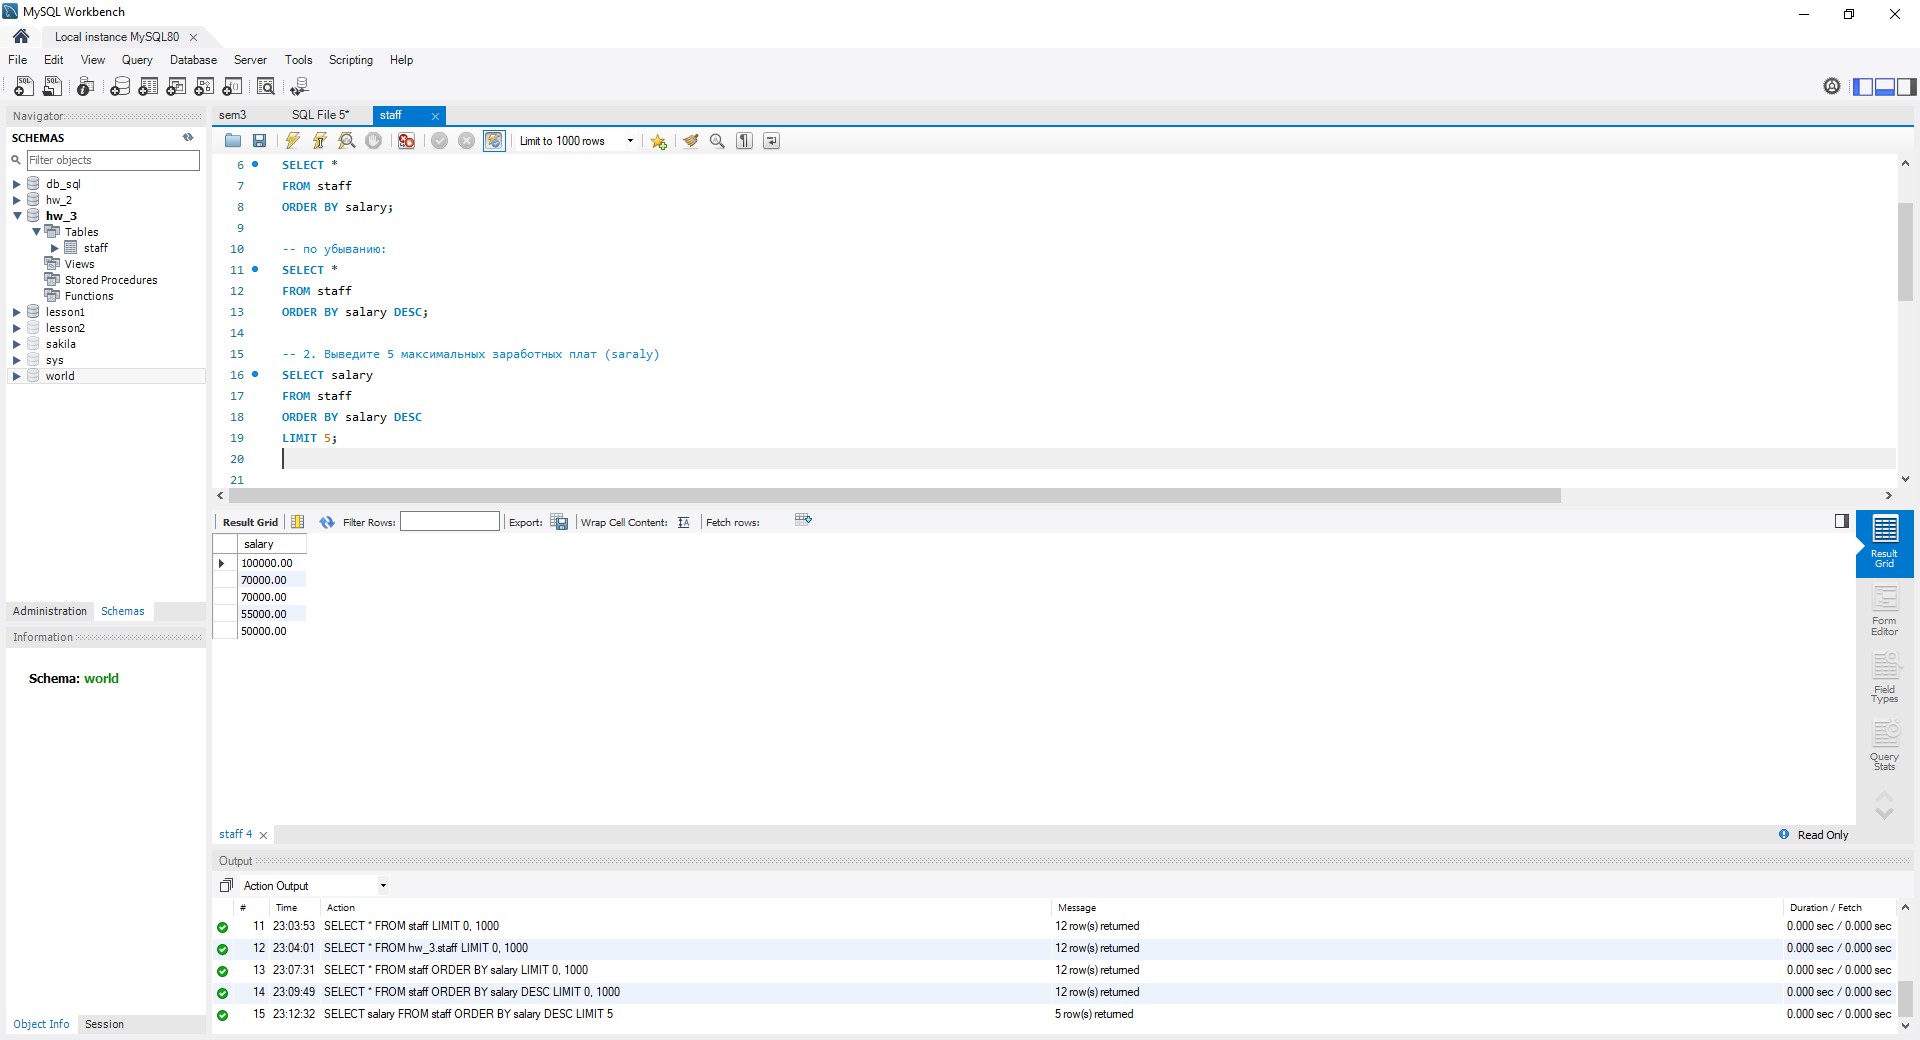 MySQL Workbench
Local instance MySQL80
File Edit View Query Database Server Tools Scripting Help
Navigator
SCHEMAS
Filter objects
db_sql
hw_2
hw_3
Tables
staff
Views
Stored Procedures
Functions
lesson1
lesson2
sakila
sys
world
Administration Schemas
Information
Schema: world
Object Info Session
sem3 SQL File 5* staff
Limit to 1000 rows
6 SELECT *
7 FROM staff
8 ORDER BY salary;
9
10 -- по убыванию:
11 SELECT *
12 FROM staff
13 ORDER BY salary DESC;
14
15 -- 2. Выведите 5 максимальных заработных плат (saraly)
16 SELECT salary
17 FROM staff
18 ORDER BY salary DESC
19 LIMIT 5;
20
21
Result Grid Filter Rows: Export: Wrap Cell Content: Fetch rows:
salary
100000.00
70000.00
70000.00
55000.00
50000.00
Result
Grid
Form
Editor
Field
Types
Query
Stats
staff 4 Read Only
Output
Action Output
# Time Action Message Duration / Fetch
11 23:03:53 SELECT * FROM staff LIMIT 0, 1000 12 row(s) returned 0.000 sec / 0.000 sec
12 23:04:01 SELECT * FROM hw_3.staff LIMIT 0, 1000 12 row(s) returned 0.000 sec / 0.000 sec
13 23:07:31 SELECT * FROM staff ORDER BY salary LIMIT 0, 1000 12 row(s) returned 0.000 sec / 0.000 sec
14 23:09:49 SELECT * FROM staff ORDER BY salary DESC LIMIT 0, 1000 12 row(s) returned 0.000 sec / 0.000 sec
15 23:12:32 SELECT salary FROM staff ORDER BY salary DESC LIMIT 5 5 row(s) returned 0.000 sec / 0.000 sec